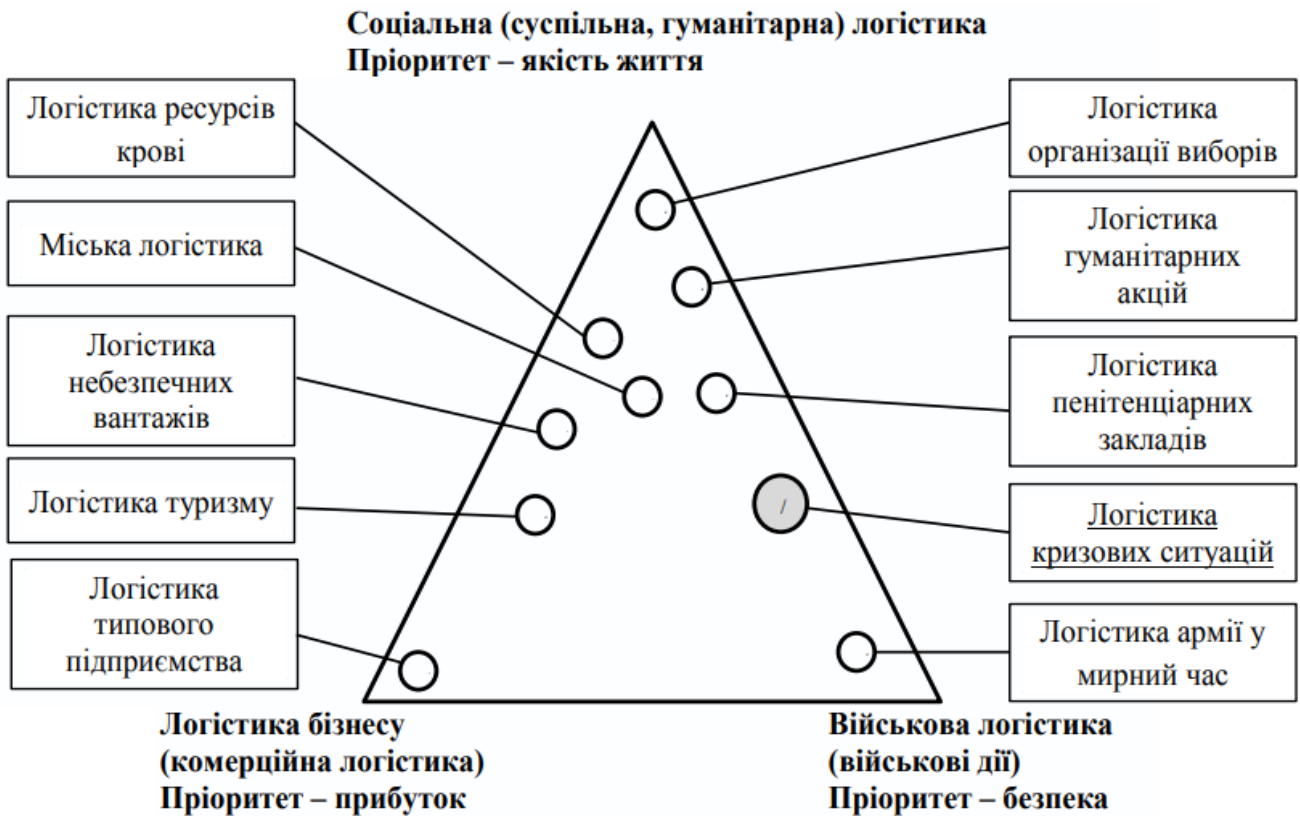 Соціальна (суспільна, гуманітарна) логістика
Пріоритет – якість життя
Логістика ресурсів
крові
Міська логістика
Логістика
небезпечних
вантажів
Логістика туризму
Логістика
типового
підприємства
Логістика
організації виборів
Логістика
гуманітарних
акцій
Логістика
пенітенціарних
закладів
Логістика
кризових ситуацій
Логістика армії у
мирний час
Логістика бізнесу
(комерційна логістика)
Пріоритет – прибуток
Військова логістика
(військові дії)
Пріоритет – безпека